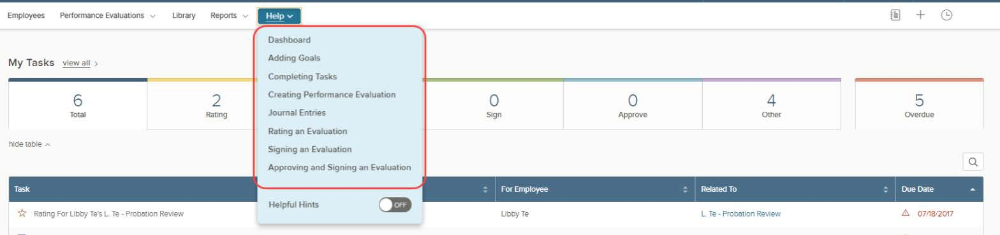 Employees Performance Evaluations Library Reports Help
Dashboard
Adding Goals
Completing Tasks
Creating Performance Evaluation
Journal Entries
Rating an Evaluation
Signing an Evaluation
Approving and Signing an Evaluation
Helpful Hints OFF
My Tasks view all
6 2 0 0 4 5
Total Rating Sign Approve Other Overdue
hide table
Task For Employee Related To Due Date
Rating For Libby Te's L. Te - Probation Review Libby Te L. Te - Probation Review 07/18/2017